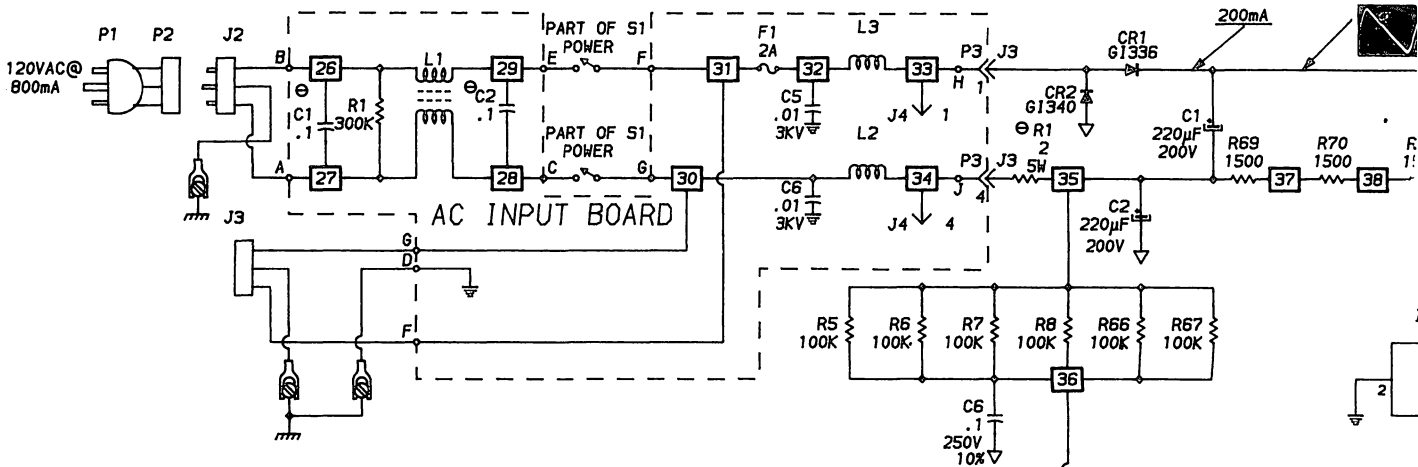 P1
P2
J2
120VAC@
800mA
B
26
⊖
C1
.1
R1
300K
L1
29
⊖
C2
.1
A
27
28
AC INPUT BOARD
E
PART OF S1
POWER
F
C
PART OF S1
POWER
G
31
F1
2A
32
L3
33
P3
J3
H
1
C5
.01
3KV
J4
1
30
C6
.01
3KV
L2
34
P3
J3
J
4
J4
4
200mA
CR1
GI336
CR2
GI340
C1
220µF
200V
⊖ R1
2
5W
35
C2
220µF
200V
R69
1500
37
R70
1500
38
J3
G
D
F
R5
100K
R6
100K
R7
100K
R8
100K
R66
100K
R67
100K
36
C6
.1
250V
10%
2